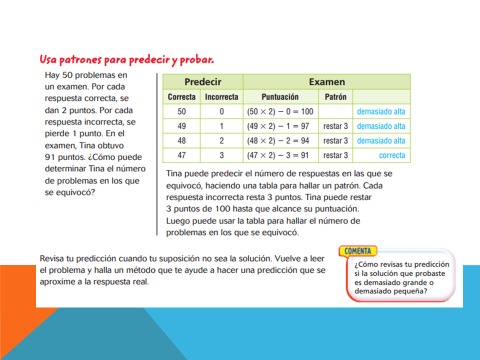 Usa patrones para predecir y probar.
Hay 50 problemas en
un examen. Por cada
respuesta correcta, se
dan 2 puntos. Por cada
respuesta incorrecta, se
pierde 1 punto. En el
examen, Tina obtuvo
91 puntos. ¿Cómo puede
determinar Tina el número
de problemas en los que
se equivocó?
Predecir Examen
Correcta Incorrecta Puntuación Patrón
50 0 (50 × 2) − 0 = 100 demasiado alta
49 1 (49 × 2) − 1 = 97 restar 3 demasiado alta
48 2 (48 × 2) − 2 = 94 restar 3 demasiado alta
47 3 (47 × 2) − 3 = 91 restar 3 correcta
Tina puede predecir el número de respuestas en las que se
equivocó, haciendo una tabla para hallar un patrón. Cada
respuesta incorrecta resta 3 puntos. Tina puede restar
3 puntos de 100 hasta que alcance su puntuación.
Luego puede usar la tabla para hallar el número de
problemas en los que se equivocó.
Revisa tu predicción cuando tu suposición no sea la solución. Vuelve a leer
el problema y halla un método que te ayude a hacer una predicción que se
aproxime a la respuesta real.
COMENTA
¿Cómo revisas tu predicción
si la solución que probaste
es demasiado grande o
demasiado pequeña?